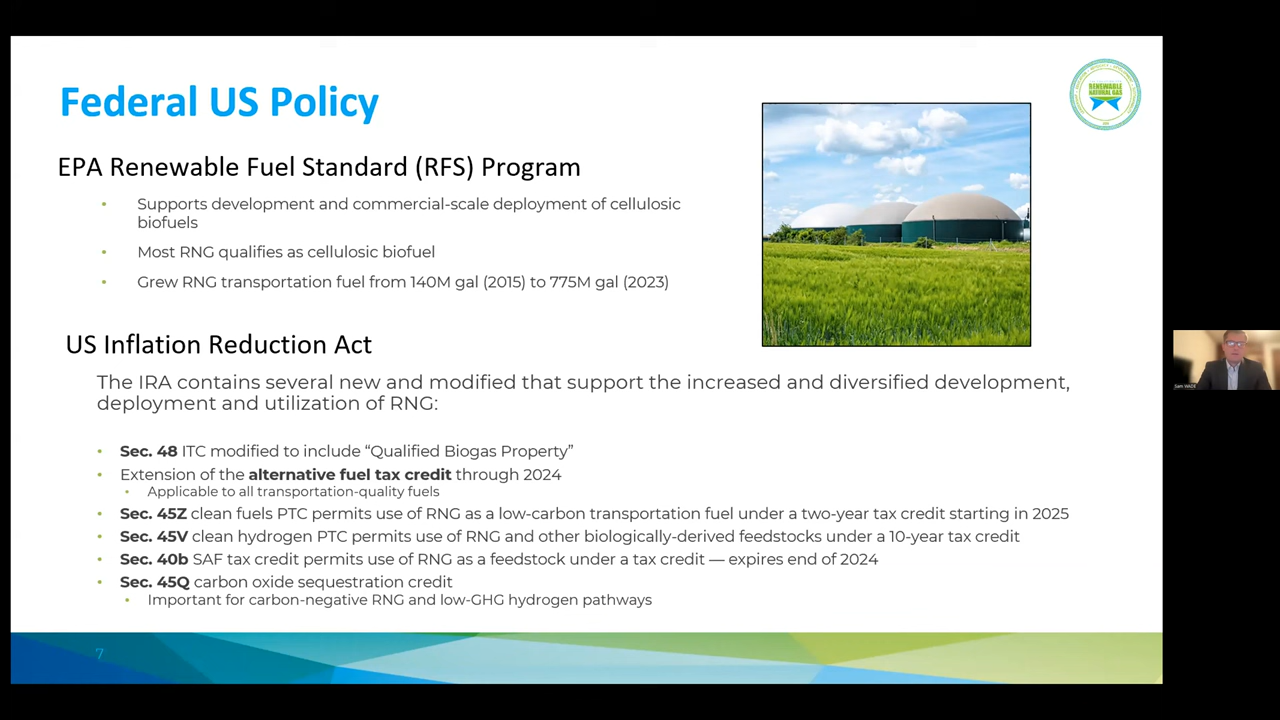 Federal US Policy
EPA Renewable Fuel Standard (RFS) Program
• Supports development and commercial-scale deployment of cellulosic
biofuels
• Most RNG qualifies as cellulosic biofuel
• Grew RNG transportation fuel from 140M gal (2015) to 775M gal (2023)
US Inflation Reduction Act
The IRA contains several new and modified that support the increased and diversified development,
deployment and utilization of RNG:
• Sec. 48 ITC modified to include “Qualified Biogas Property”
• Extension of the alternative fuel tax credit through 2024
• Applicable to all transportation-quality fuels
• Sec. 45Z clean fuels PTC permits use of RNG as a low-carbon transportation fuel under a two-year tax credit starting in 2025
• Sec. 45V clean hydrogen PTC permits use of RNG and other biologically-derived feedstocks under a 10-year tax credit
• Sec. 40b SAF tax credit permits use of RNG as a feedstock under a tax credit — expires end of 2024
• Sec. 45Q carbon oxide sequestration credit
• Important for carbon-negative RNG and low-GHG hydrogen pathways
7
RENEWABLE
NATURAL GAS
Sam WADE